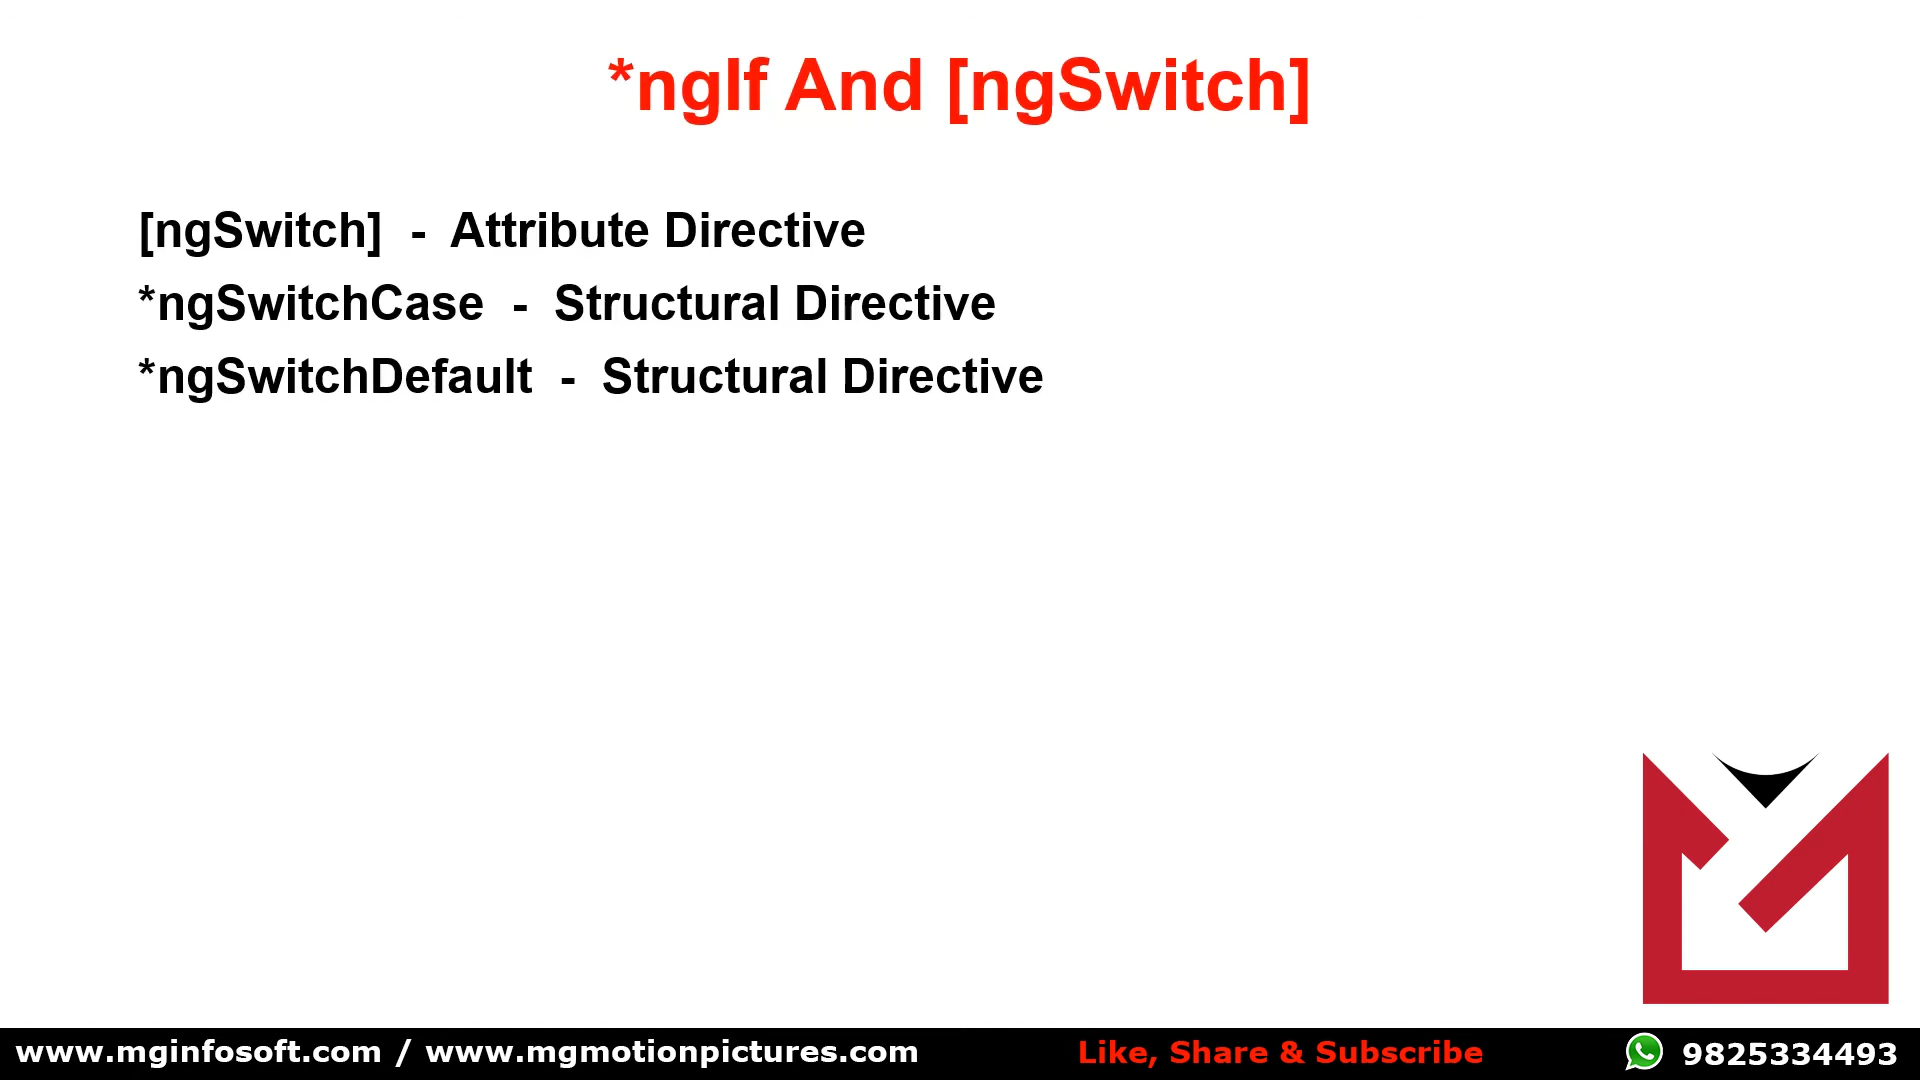 *ngIf And [ngSwitch]
[ngSwitch] - Attribute Directive
*ngSwitchCase - Structural Directive
*ngSwitchDefault - Structural Directive
www.mginfosoft.com / www.mgmotionpictures.com Like, Share & Subscribe 9825334493